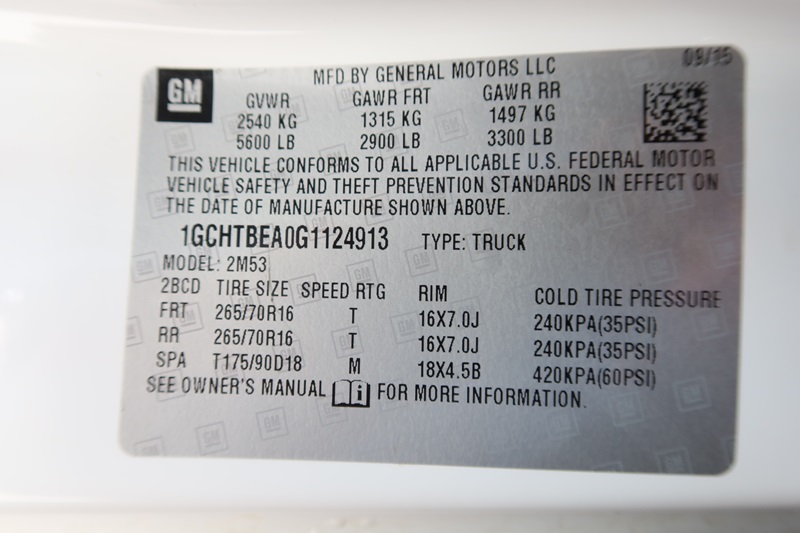 09/15
GM
MFD BY GENERAL MOTORS LLC
GVWR GAWR FRT GAWR RR
2540 KG 1315 KG 1497 KG
5600 LB 2900 LB 3300 LB
THIS VEHICLE CONFORMS TO ALL APPLICABLE U.S. FEDERAL MOTOR
VEHICLE SAFETY AND THEFT PREVENTION STANDARDS IN EFFECT ON
THE DATE OF MANUFACTURE SHOWN ABOVE.
1GCHTBEA0G1124913 TYPE: TRUCK
MODEL: 2M53
2BCD TIRE SIZE SPEED RTG RIM COLD TIRE PRESSURE
FRT 265/70R16 T 16X7.0J 240KPA(35PSI)
RR 265/70R16 T 16X7.0J 240KPA(35PSI)
SPA T175/90D18 M 18X4.5B 420KPA(60PSI)
SEE OWNER'S MANUAL i FOR MORE INFORMATION.